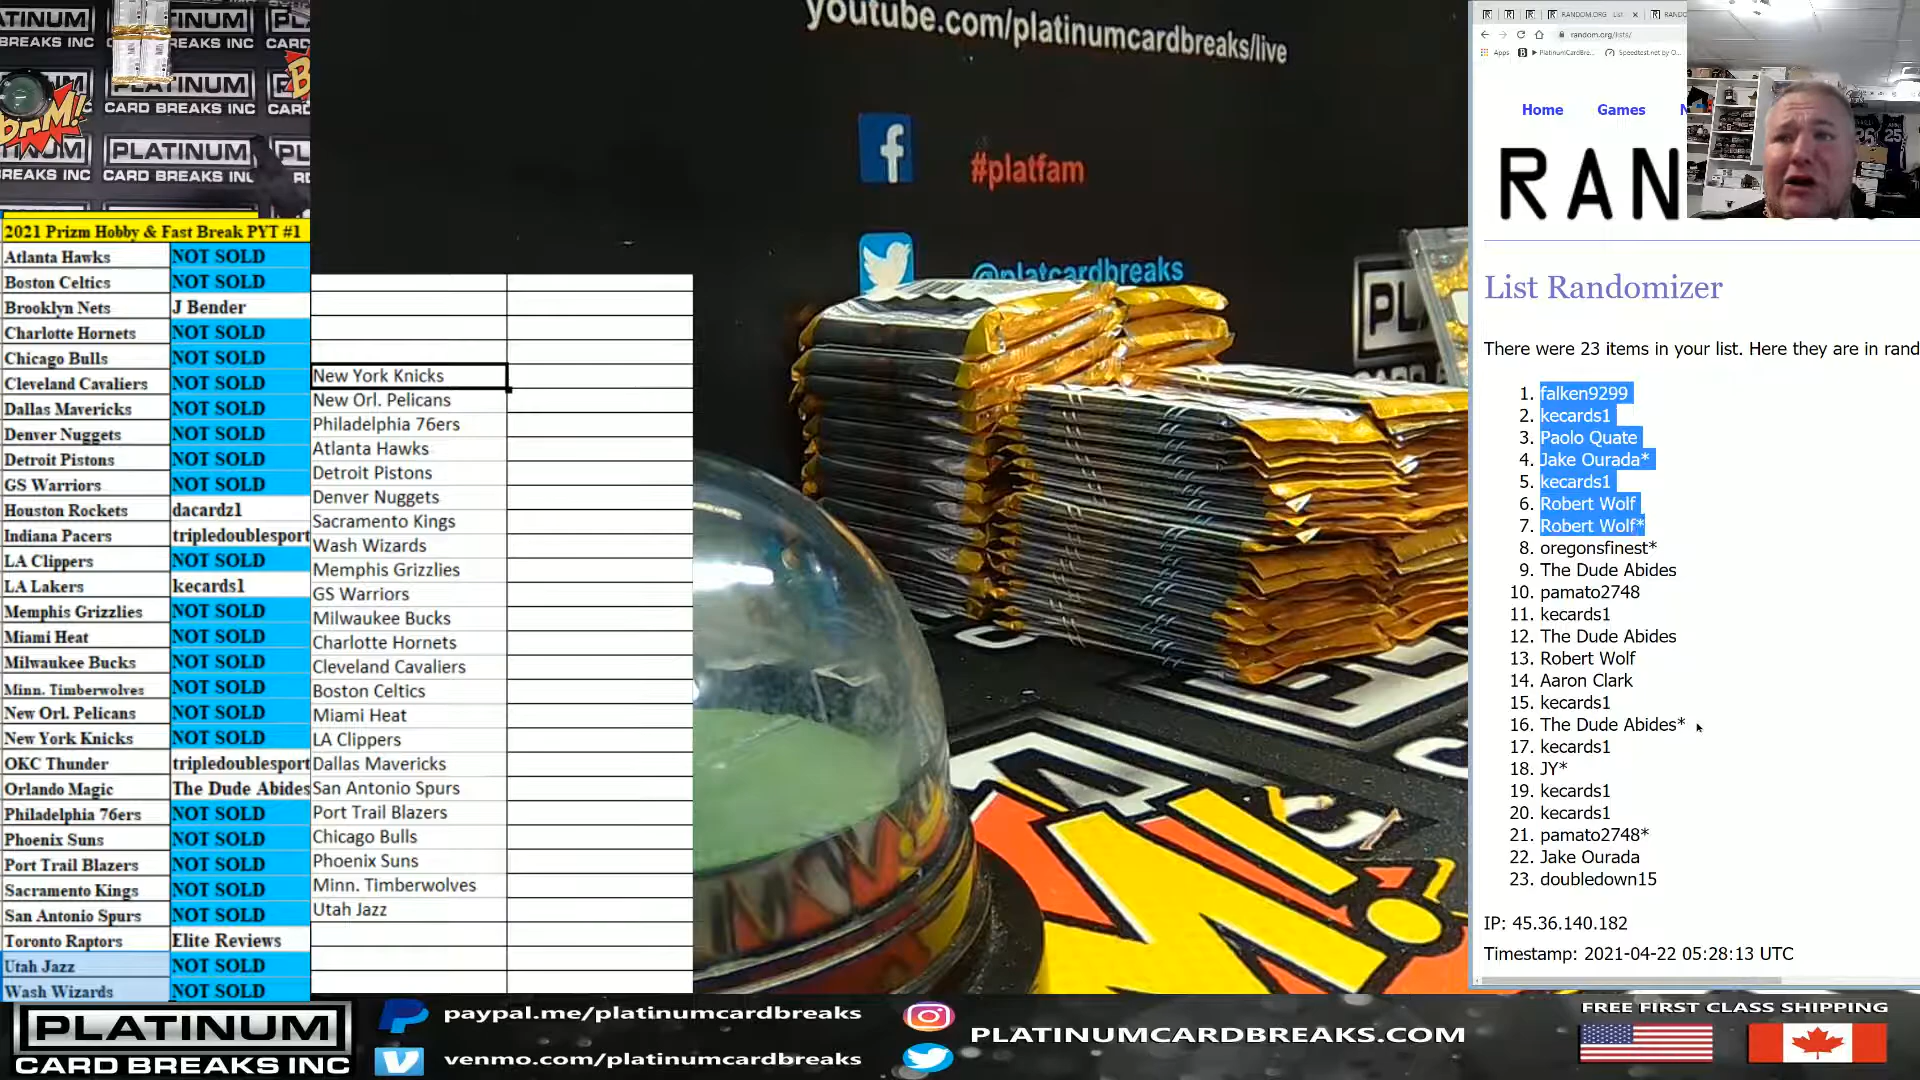 youtube.com/platinumcardbreaks/live
#platfam
@platcardbreaks
PLATINUM
CARD BREAKS INC
BAM!
2021 Prizm Hobby & Fast Break PYT #1
Atlanta Hawks NOT SOLD
Boston Celtics NOT SOLD
Brooklyn Nets J Bender
Charlotte Hornets NOT SOLD
Chicago Bulls NOT SOLD
Cleveland Cavaliers NOT SOLD
Dallas Mavericks NOT SOLD
Denver Nuggets NOT SOLD
Detroit Pistons NOT SOLD
GS Warriors NOT SOLD
Houston Rockets dacardz1
Indiana Pacers tripledoublesport
LA Clippers NOT SOLD
LA Lakers kecards1
Memphis Grizzlies NOT SOLD
Miami Heat NOT SOLD
Milwaukee Bucks NOT SOLD
Minn. Timberwolves NOT SOLD
New Orl. Pelicans NOT SOLD
New York Knicks NOT SOLD
OKC Thunder tripledoublesport
Orlando Magic The Dude Abides
Philadelphia 76ers NOT SOLD
Phoenix Suns NOT SOLD
Port Trail Blazers NOT SOLD
Sacramento Kings NOT SOLD
San Antonio Spurs NOT SOLD
Toronto Raptors Elite Reviews
Utah Jazz NOT SOLD
Wash Wizards NOT SOLD
New York Knicks
New Orl. Pelicans
Philadelphia 76ers
Atlanta Hawks
Detroit Pistons
Denver Nuggets
Sacramento Kings
Wash Wizards
Memphis Grizzlies
GS Warriors
Milwaukee Bucks
Charlotte Hornets
Cleveland Cavaliers
Boston Celtics
Miami Heat
LA Clippers
Dallas Mavericks
San Antonio Spurs
Port Trail Blazers
Chicago Bulls
Phoenix Suns
Minn. Timberwolves
Utah Jazz
RANDOM.ORG
random.org/lists/
Apps PlatinumCardBre... Speedtest.net by O...
Home Games
RAN
List Randomizer
There were 23 items in your list. Here they are in rand
1. falken9299
2. kecards1
3. Paolo Quate
4. Jake Ourada*
5. kecards1
6. Robert Wolf
7. Robert Wolf*
8. oregonsfinest*
9. The Dude Abides
10. pamato2748
11. kecards1
12. The Dude Abides
13. Robert Wolf
14. Aaron Clark
15. kecards1
16. The Dude Abides*
17. kecards1
18. JY*
19. kecards1
20. kecards1
21. pamato2748*
22. Jake Ourada
23. doubledown15
IP: 45.36.140.182
Timestamp: 2021-04-22 05:28:13 UTC
PLATINUM
CARD BREAKS INC
paypal.me/platinumcardbreaks
venmo.com/platinumcardbreaks
PLATINUMCARDBREAKS.COM
FREE FIRST CLASS SHIPPING